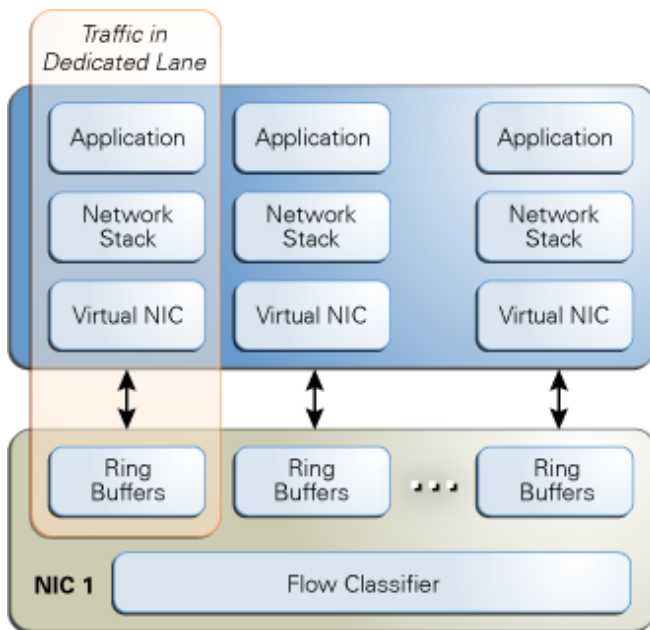 Traffic in
Dedicated Lane
Application
Application
Application
Network
Stack
Network
Stack
Network
Stack
Virtual NIC
Virtual NIC
Virtual NIC
Ring
Buffers
Ring
Buffers
...
Ring
Buffers
NIC 1
Flow Classifier